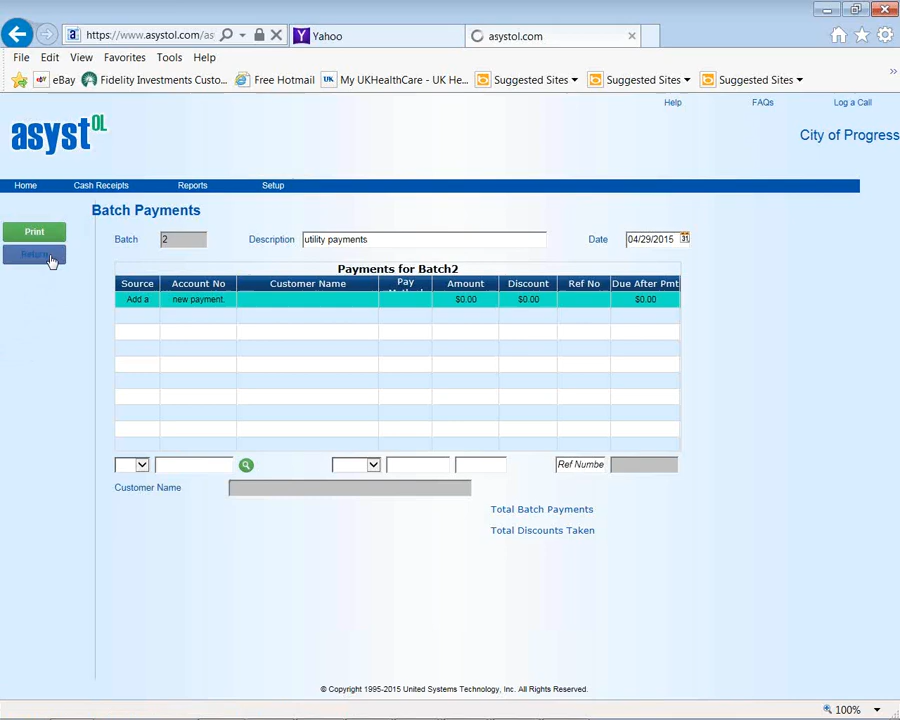 https://www.asystol.com/as
Yahoo
asystol.com
File Edit View Favorites Tools Help
eBay Fidelity Investments Custo... Free Hotmail My UKHealthCare - UK He... Suggested Sites Suggested Sites Suggested Sites
Help FAQs Log a Call
asyst OL
City of Progress
Home Cash Receipts Reports Setup
Batch Payments
Print
Return
Batch 2 Description utility payments Date 04/29/2015
Payments for Batch2
Source Account No Customer Name Pay Amount Discount Ref No Due After Pmt
Add a new payment. $0.00 $0.00 $0.00
Ref Numbe
Customer Name
Total Batch Payments
Total Discounts Taken
© Copyright 1995-2015 United Systems Technology, Inc. All Rights Reserved.
100%